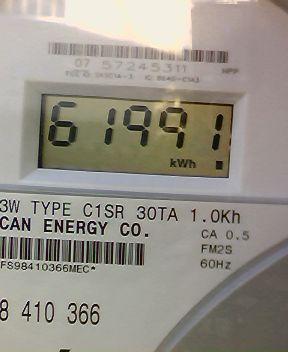 07 57245311
61991
kWh
3W TYPE C1SR 30TA 1.0Kh
CAN ENERGY CO.
CA 0.5
FM2S
60Hz
FS98410366MEC*
8 410 366